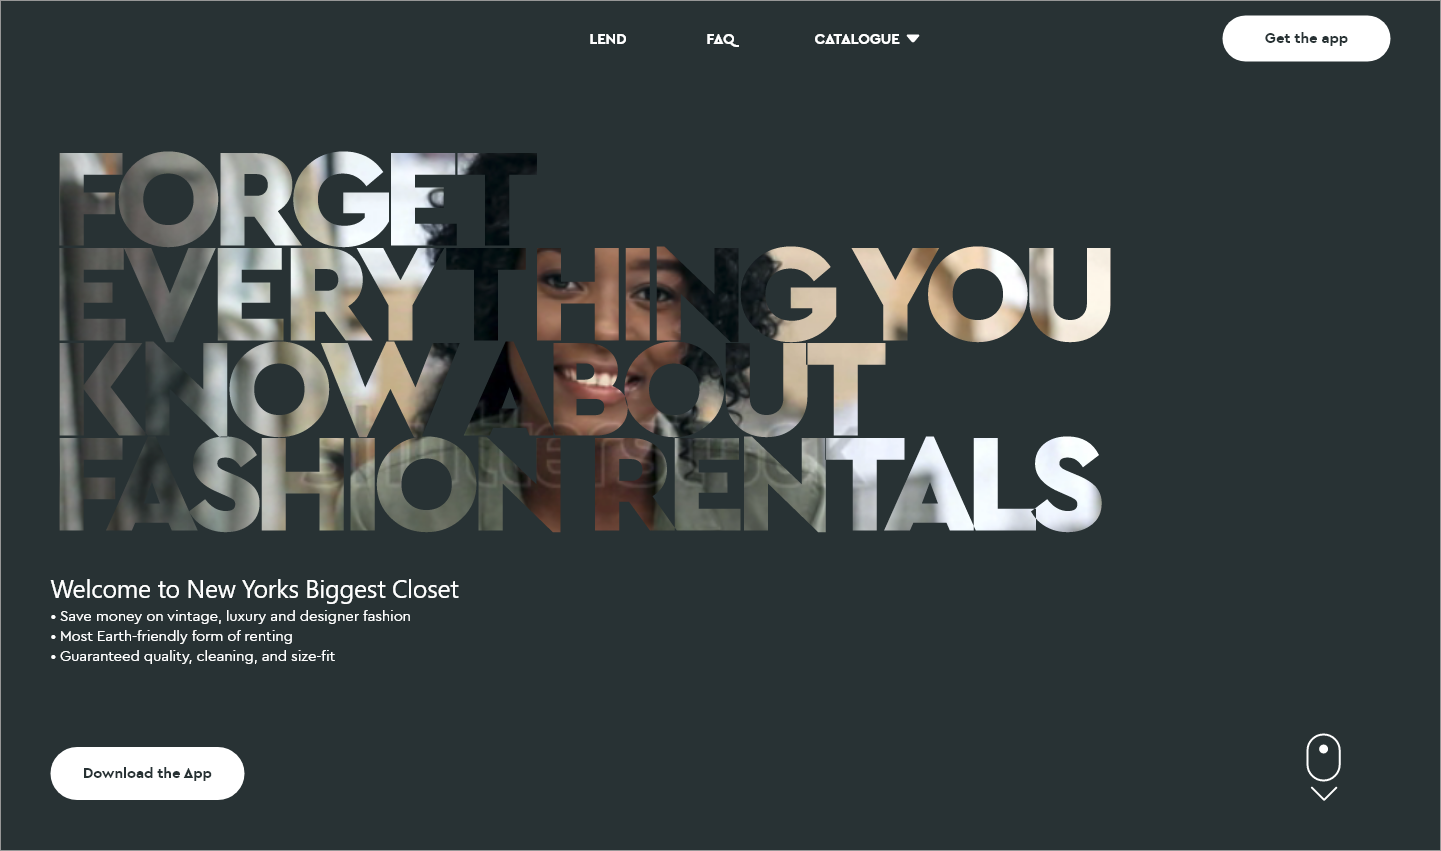 LEND
FAQ
CATALOGUE
Get the app
FORGET
EVERYTHING YOU
KNOW ABOUT
FASHION RENTALS
shutterstock
Welcome to New Yorks Biggest Closet
• Save money on vintage, luxury and designer fashion
• Most Earth-friendly form of renting
• Guaranteed quality, cleaning, and size-fit
Download the App